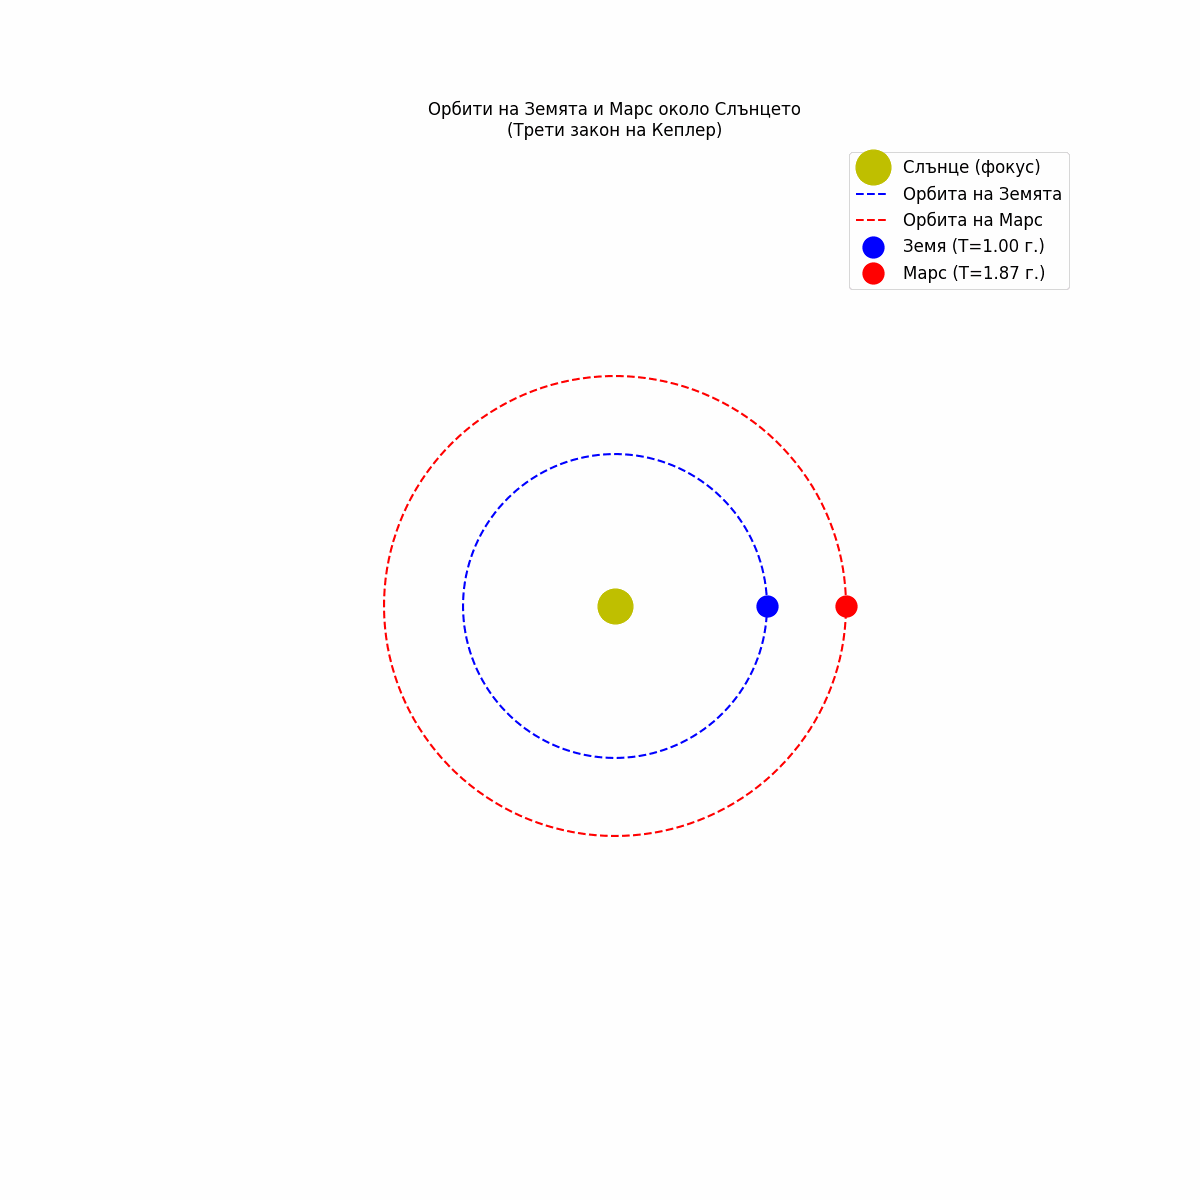 Орбити на Земята и Марс около Слънцето
(Трети закон на Кеплер)
Слънце (фокус)
Орбита на Земята
Орбита на Марс
Земя (T=1.00 г.)
Марс (T=1.87 г.)